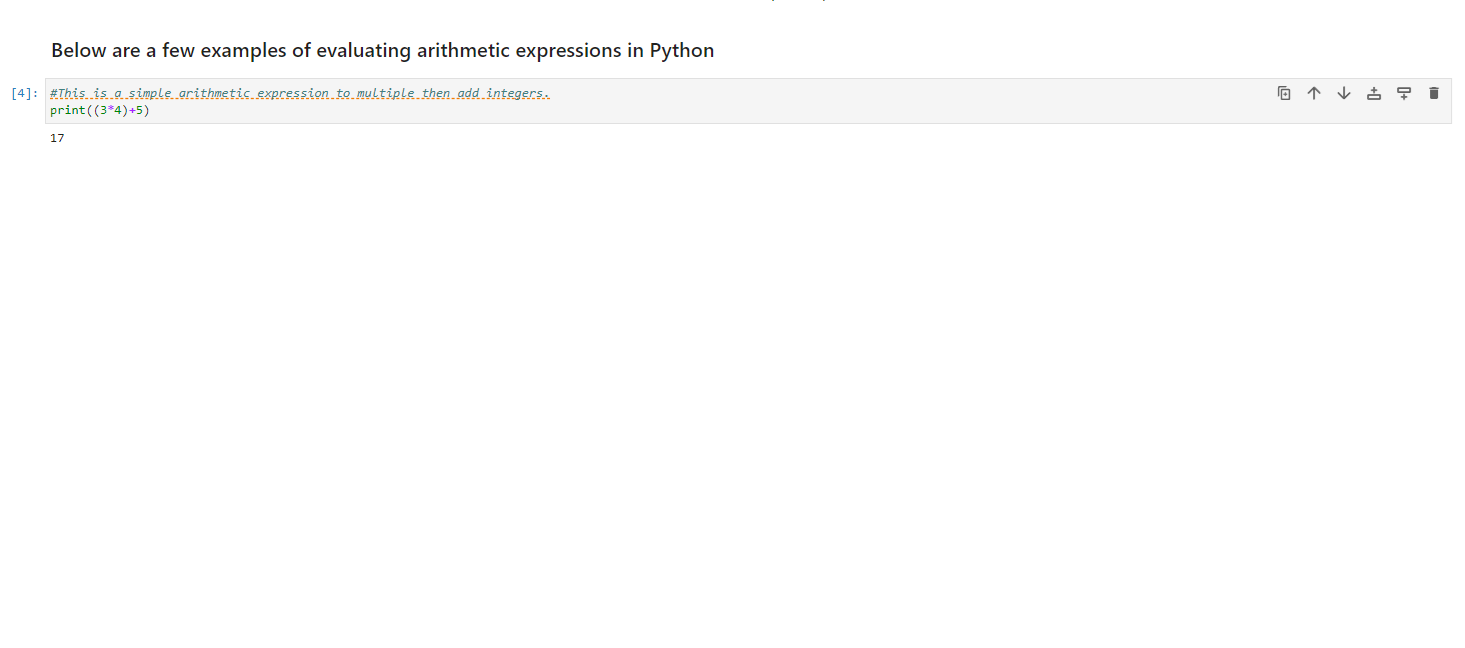 Below are a few examples of evaluating arithmetic expressions in Python
[4]: #This is a simple arithmetic expression to multiple then add integers.
print((3*4)+5)
17